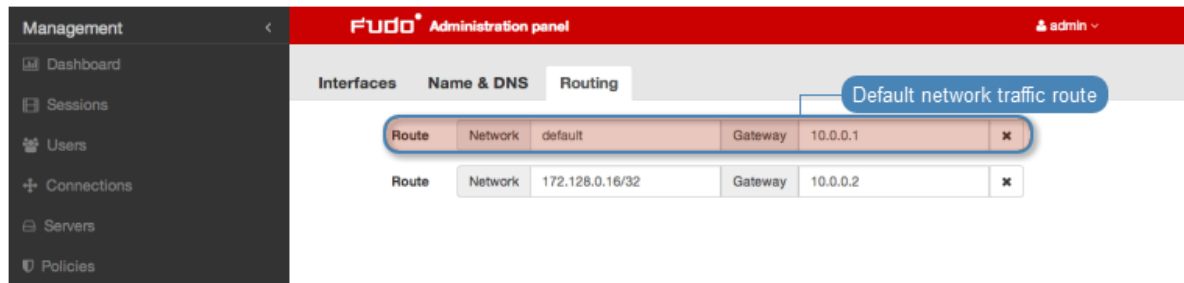 Management
FUDO Administration panel
admin
Dashboard
Sessions
Users
Connections
Servers
Policies
Interfaces Name & DNS Routing
Default network traffic route
Route Network default Gateway 10.0.0.1
Route Network 172.128.0.16/32 Gateway 10.0.0.2